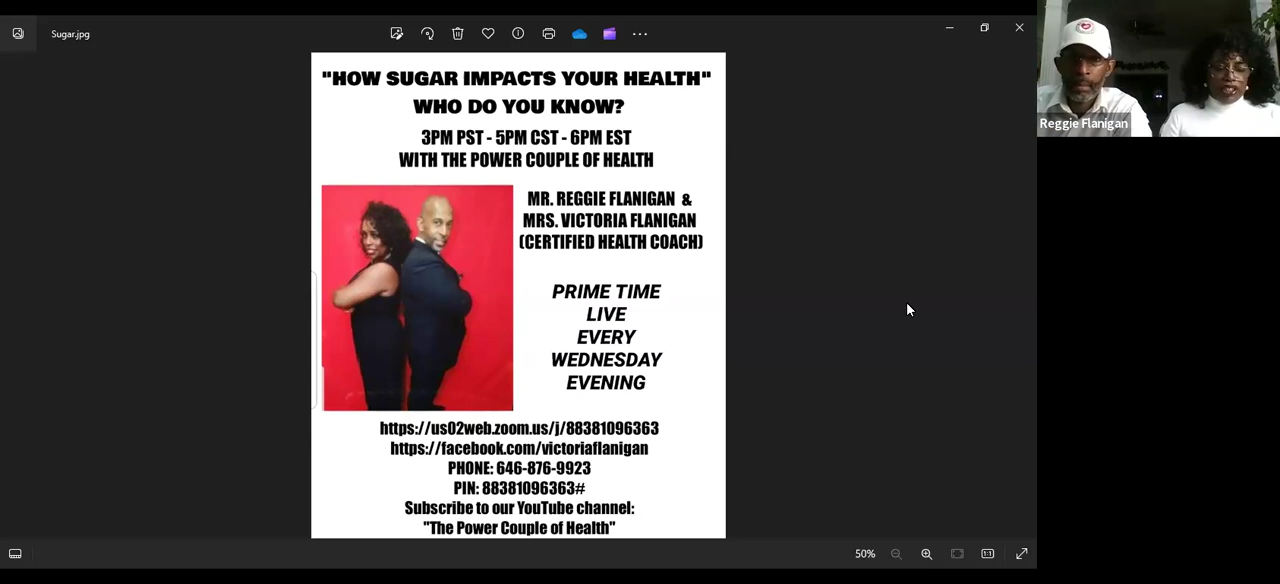 Sugar.jpg
"HOW SUGAR IMPACTS YOUR HEALTH"
WHO DO YOU KNOW?
3PM PST - 5PM CST - 6PM EST
WITH THE POWER COUPLE OF HEALTH
MR. REGGIE FLANIGAN &
MRS. VICTORIA FLANIGAN
(CERTIFIED HEALTH COACH)
PRIME TIME
LIVE
EVERY
WEDNESDAY
EVENING
https://us02web.zoom.us/j/88381096363
https://facebook.com/victoriaflanigan
PHONE: 646-876-9923
PIN: 88381096363#
Subscribe to our YouTube channel:
"The Power Couple of Health"
Reggie Flanigan
50%
1:1